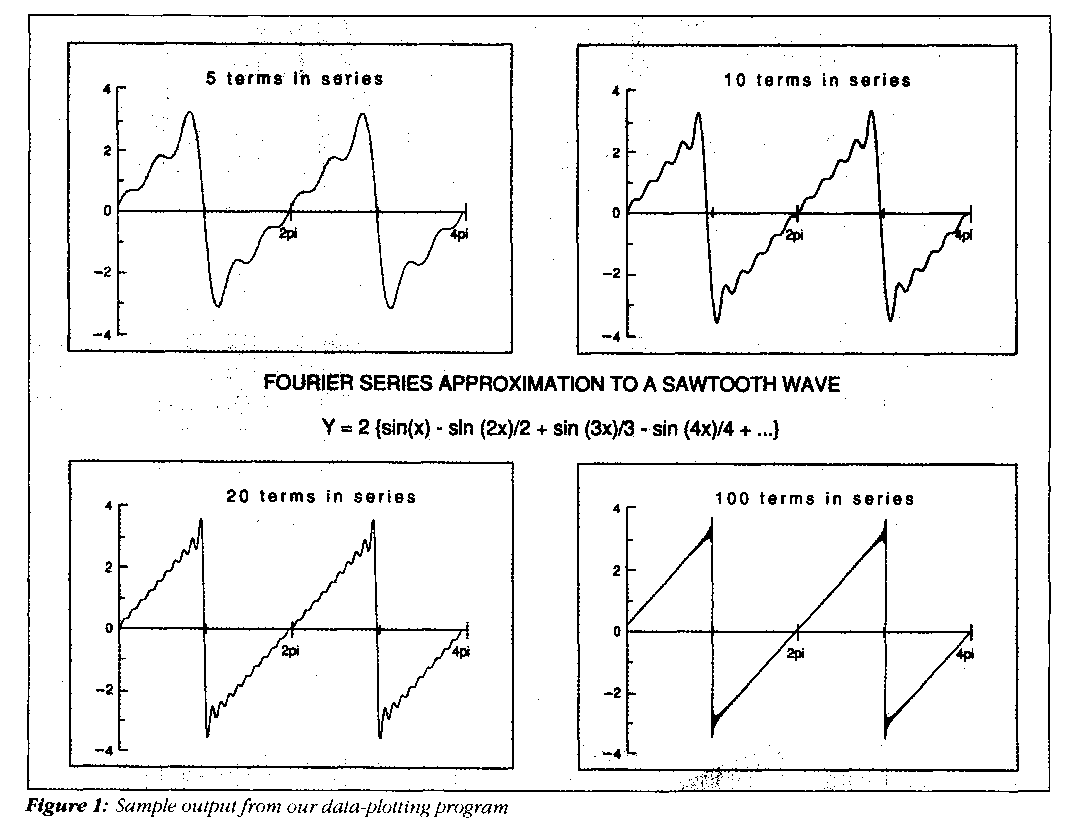 5 terms in series
4
2
0
-2
-4
2pi
4pi
10 terms in series
4
2
0
-2
-4
2pi
4pi
FOURIER SERIES APPROXIMATION TO A SAWTOOTH WAVE
Y = 2 {sin(x) - sin (2x)/2 + sin (3x)/3 - sin (4x)/4 + ...}
20 terms in series
4
2
0
-2
-4
2pi
4pi
100 terms in series
4
2
0
-2
-4
2pi
4pi
Figure 1: Sample output from our data-plotting program